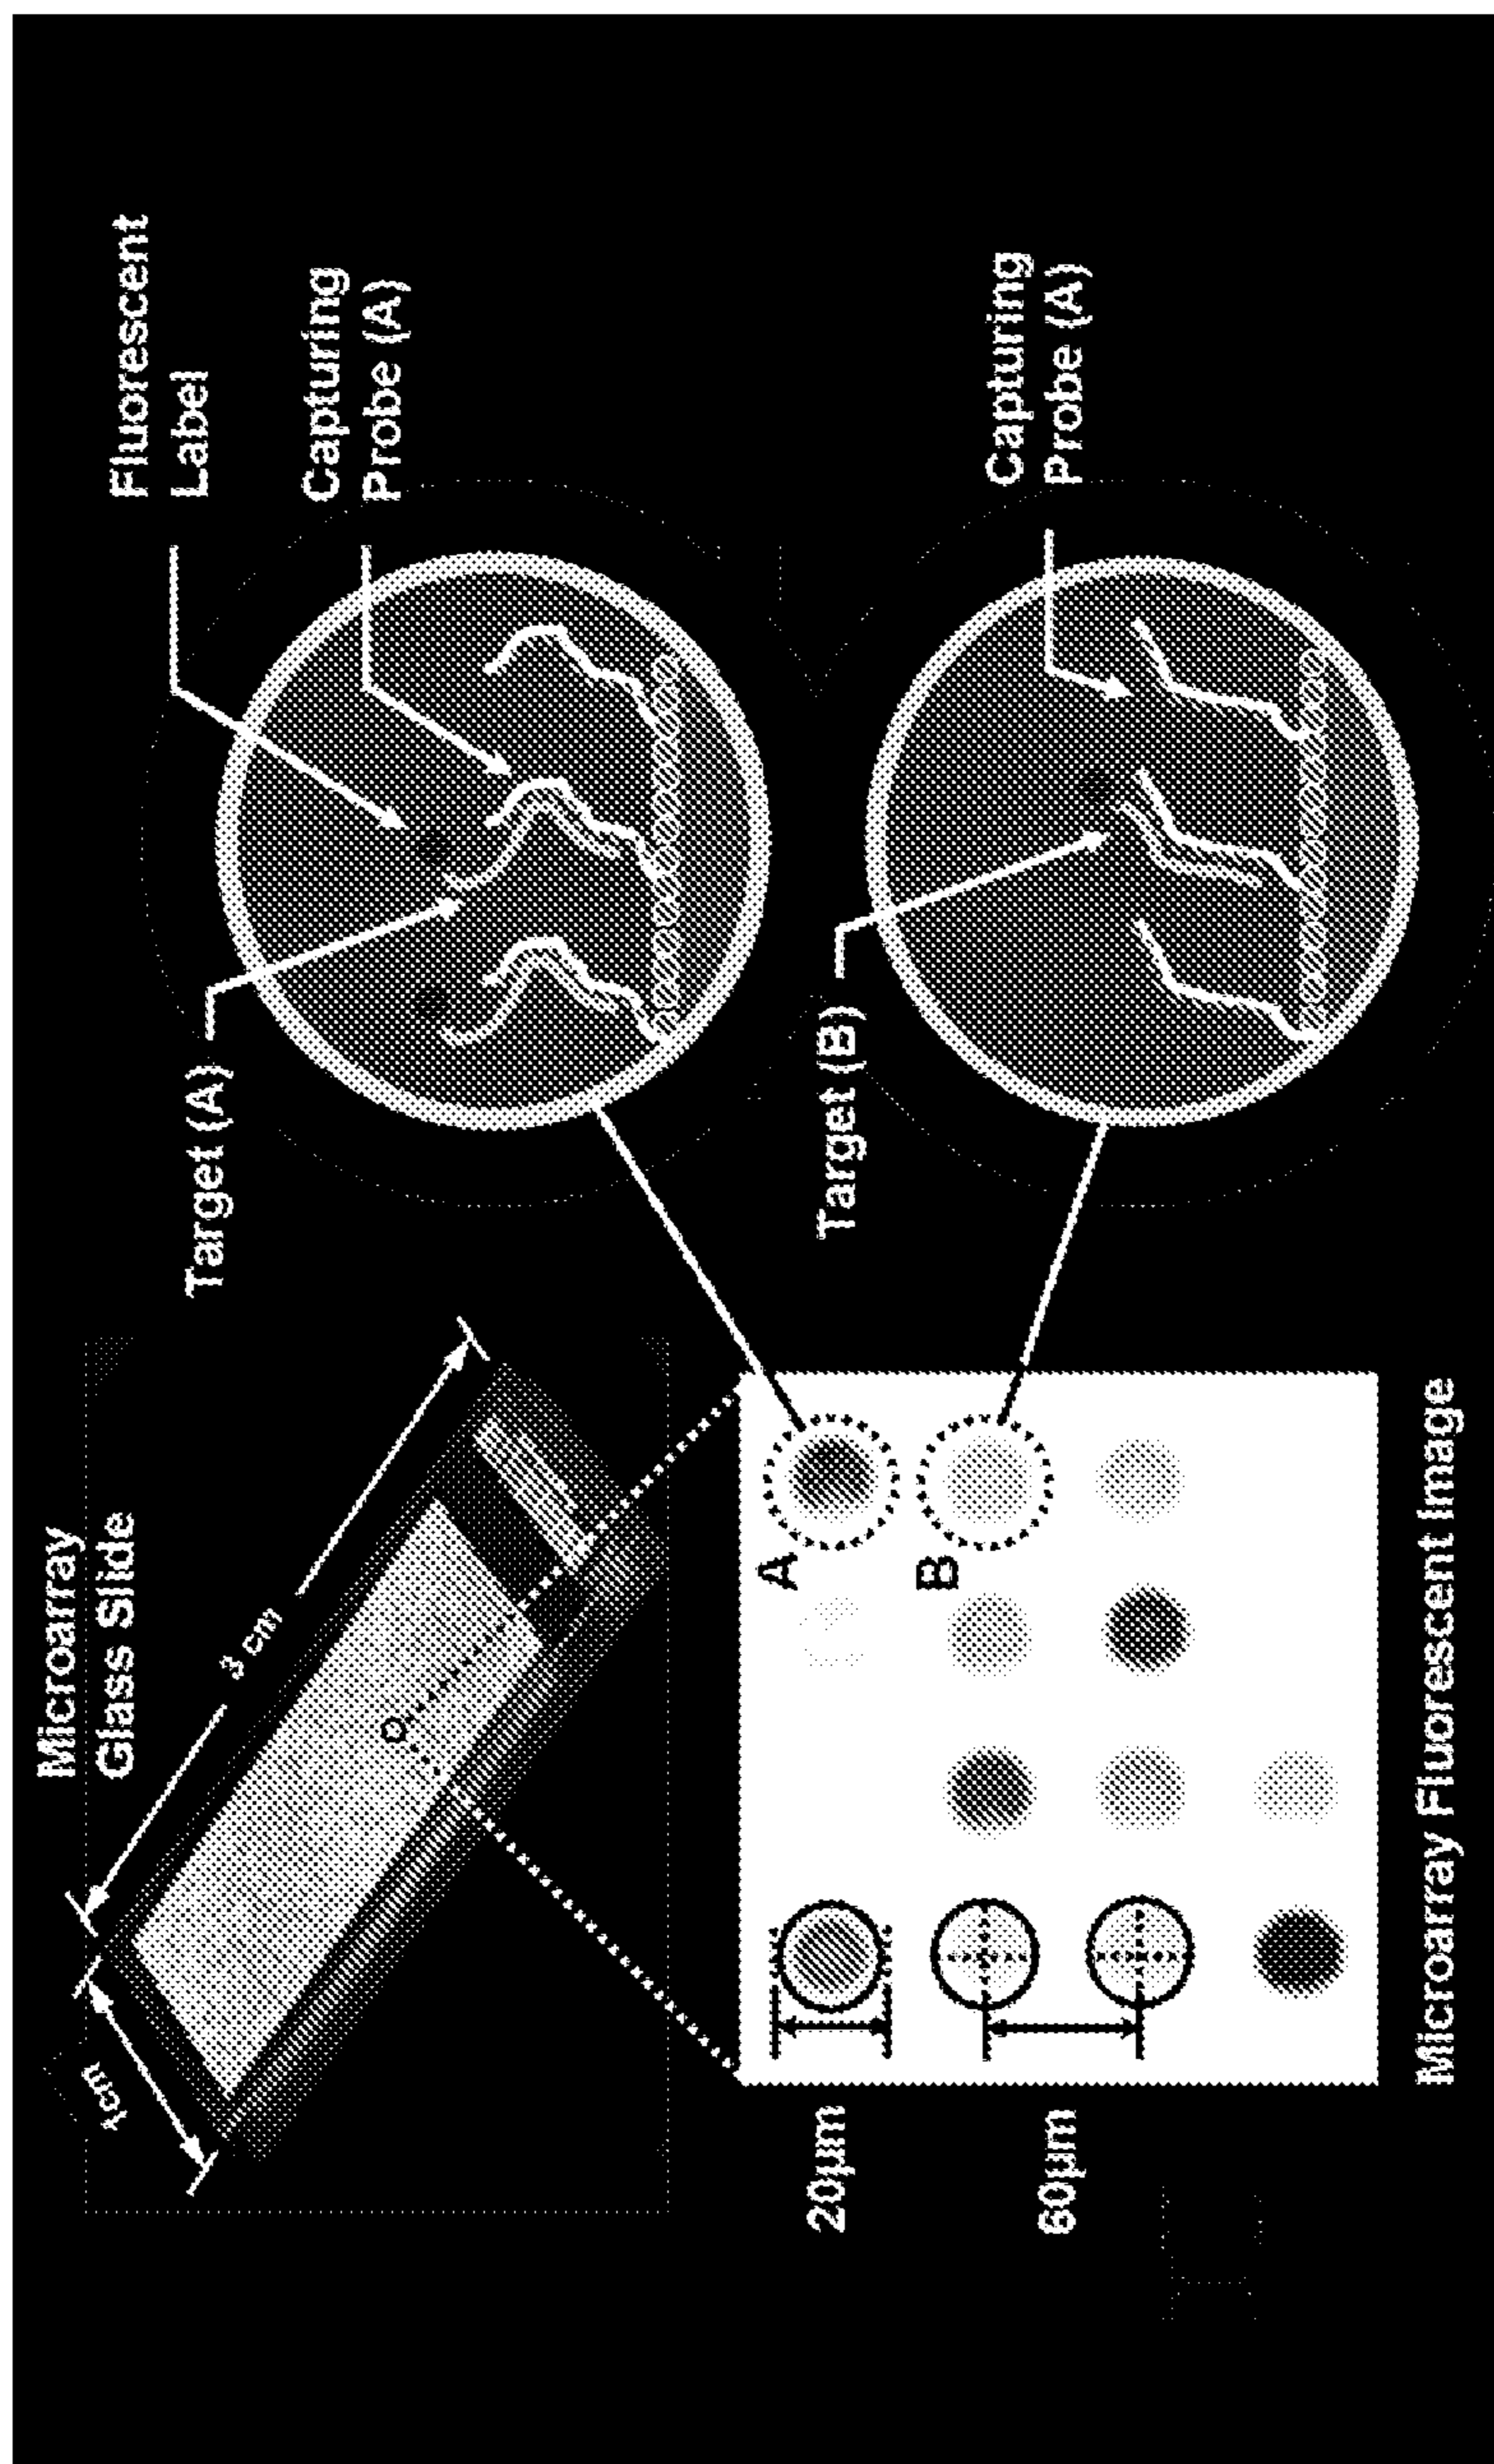 Microarray
Glass Slide
3 cm
1cm
Fluorescent
Label
Capturing
Probe (A)
Target (A)
Target (B)
Capturing
Probe (A)
A
B
20µm
60µm
Microarray Fluorescent Image